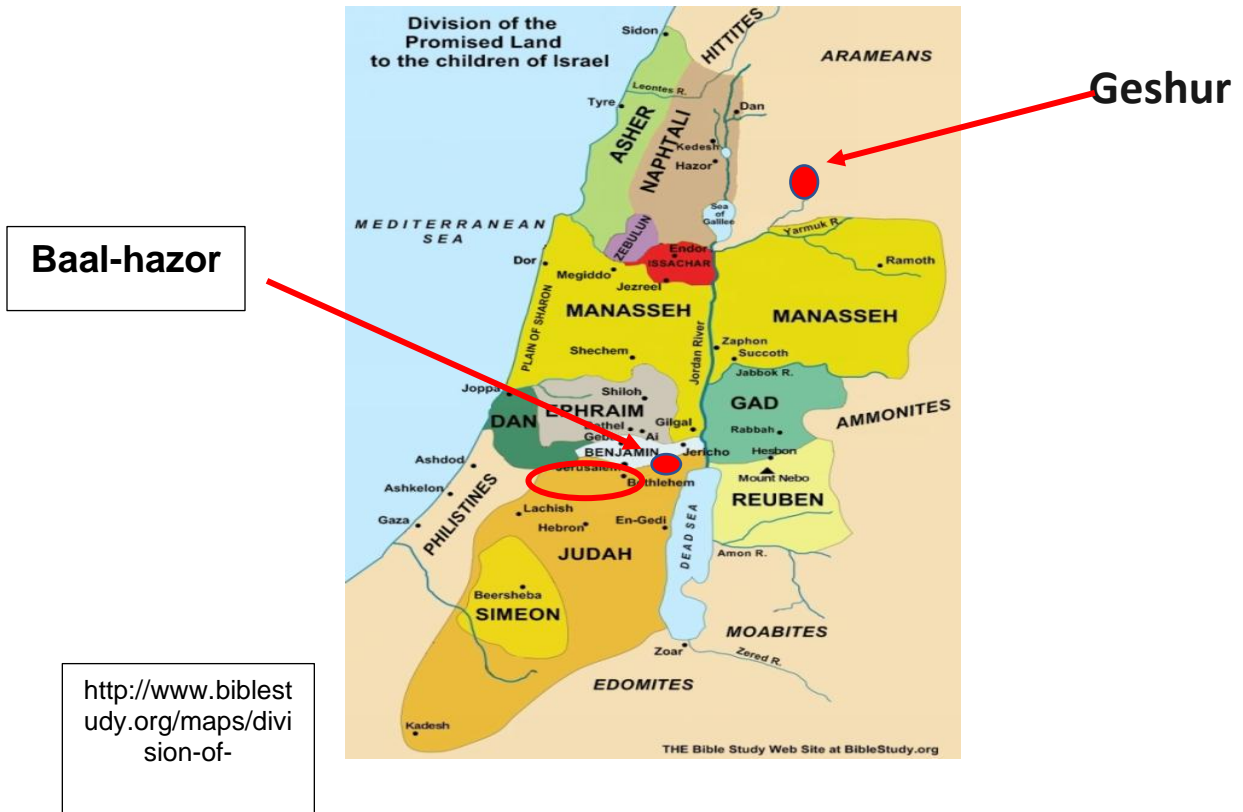 Division of the
Promised Land
to the children of Israel
Sidon
HITTITES
ARAMEANS
Leontes R.
Tyre
Dan
Geshur
ASHER
NAPHTALI
Kedesh
Hazor
MEDITERRANEAN
SEA
Sea
of
Galilee
ZEBULUN
Yarmuk R.
Baal-hazor
Dor
Endor
ISSACHAR
Ramoth
Megiddo
Jezreel
PLAIN OF SHARON
MANASSEH
MANASSEH
Zaphon
Succoth
Shechem
Jordan River
Jabbok R.
Joppa
Shiloh
DAN
EPHRAIM
GAD
AMMONITES
Bethel
Gilgal
Ai
Rabbah
BENJAMIN
Jericho
Hesbon
Ashdod
Jerusalem
Mount Nebo
Bethlehem
Ashkelon
REUBEN
PHILISTINES
Lachish
Gaza
Hebron
En-Gedi
DEAD SEA
JUDAH
Arnon R.
Beersheba
SIMEON
MOABITES
Zoar
Zered R.
EDOMITES
http://www.biblest
udy.org/maps/divi
sion-of-
Kadesh
THE Bible Study Web Site at BibleStudy.org